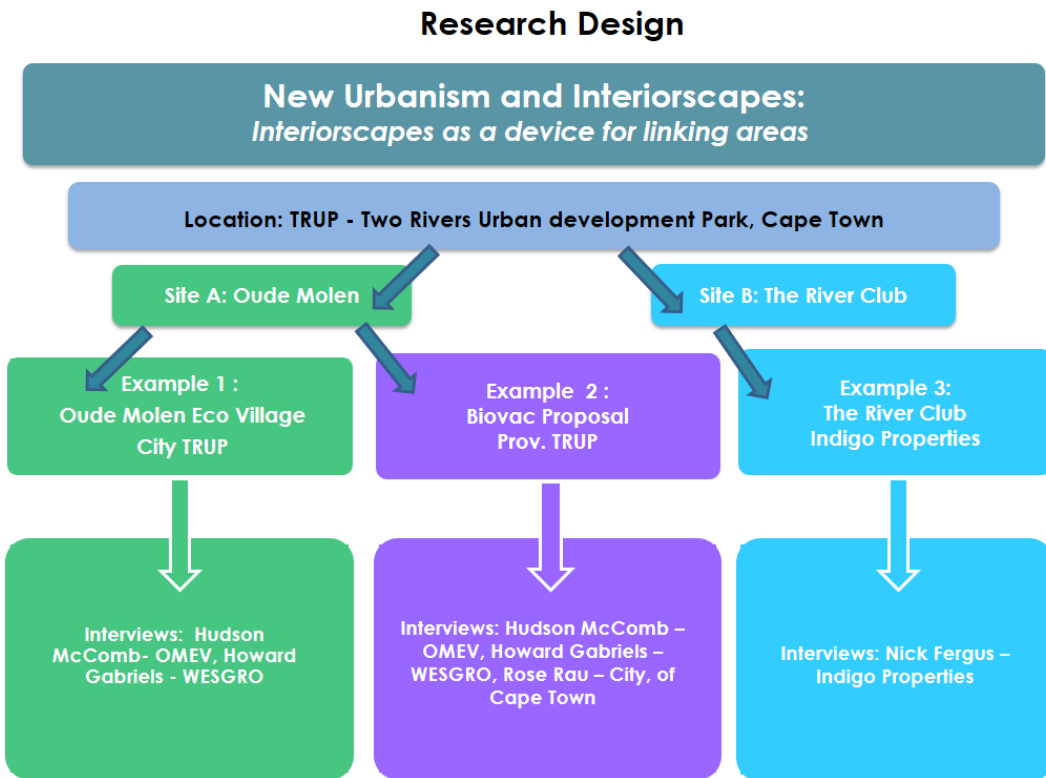 Research Design
New Urbanism and Interiorscapes:
Interiorscapes as a device for linking areas
Location: TRUP - Two Rivers Urban development Park, Cape Town
Site A: Oude Molen
Site B: The River Club
Example 1 :
Oude Molen Eco Village
City TRUP
Example 2 :
Biovac Proposal
Prov. TRUP
Example 3:
The River Club
Indigo Properties
Interviews: Hudson
McComb- OMEV, Howard
Gabriels - WESGRO
Interviews: Hudson McComb –
OMEV, Howard Gabriels –
WESGRO, Rose Rau – City, of
Cape Town
Interviews: Nick Fergus –
Indigo Properties